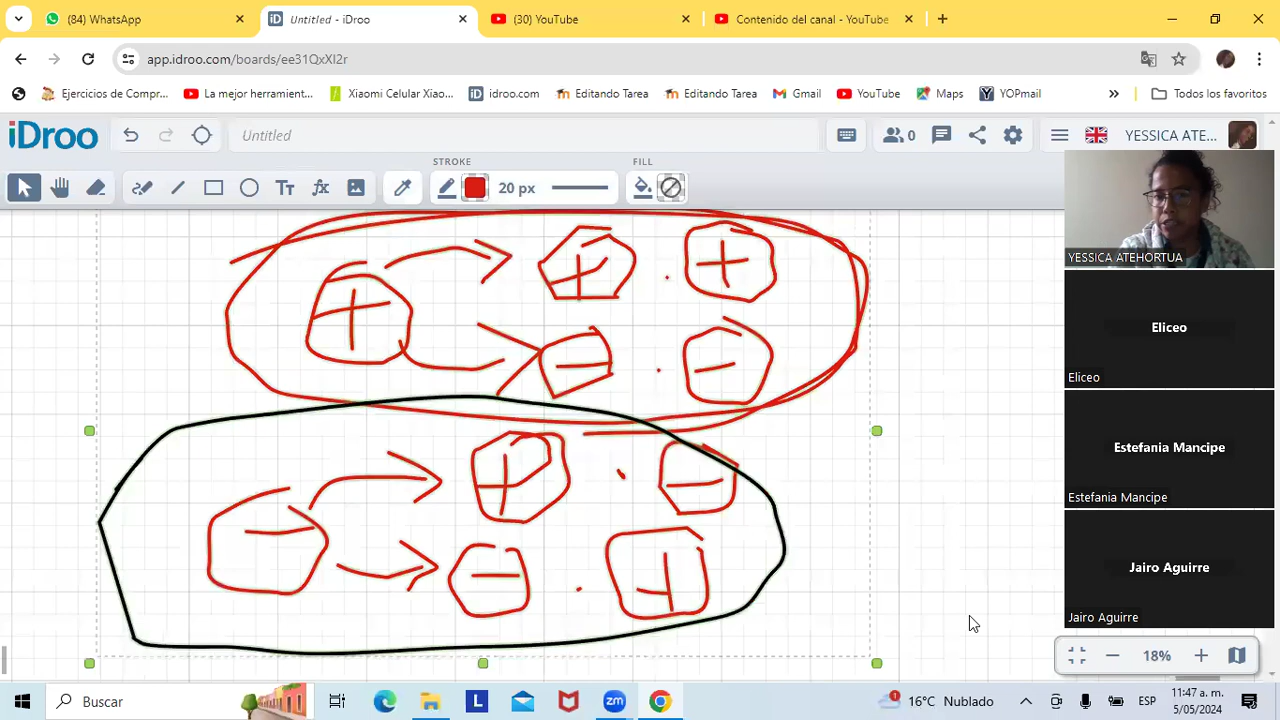 (84) WhatsApp
Untitled - iDroo
(30) YouTube
Contenido del canal - YouTube
app.idroo.com/boards/ee31QxXI2r
Ejercicios de Compr...
La mejor herramient...
Xiaomi Celular Xiao...
idroo.com
Editando Tarea
Editando Tarea
Gmail
YouTube
Maps
YOPmail
Todos los favoritos
iDroo
Untitled
0
YESSICA ATE...
STROKE
FILL
20 px
YESSICA ATEHORTUA
Eliceo
Eliceo
Estefania Mancipe
Estefania Mancipe
Jairo Aguirre
Jairo Aguirre
+ → + . +
→ − . −
− → + . −
→ − . +
18%
Buscar
1
16°C Nublado
ESP
11:47 a. m.
5/05/2024